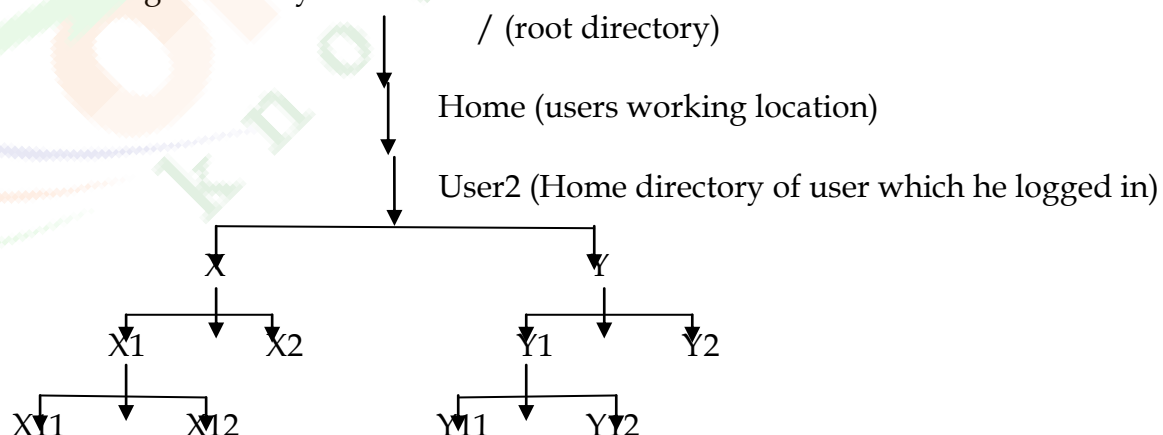 / (root directory)
Home (users working location)
User2 (Home directory of user which he logged in)
X Y
X1 X2 Y1 Y2
X11 X12 Y11 Y12